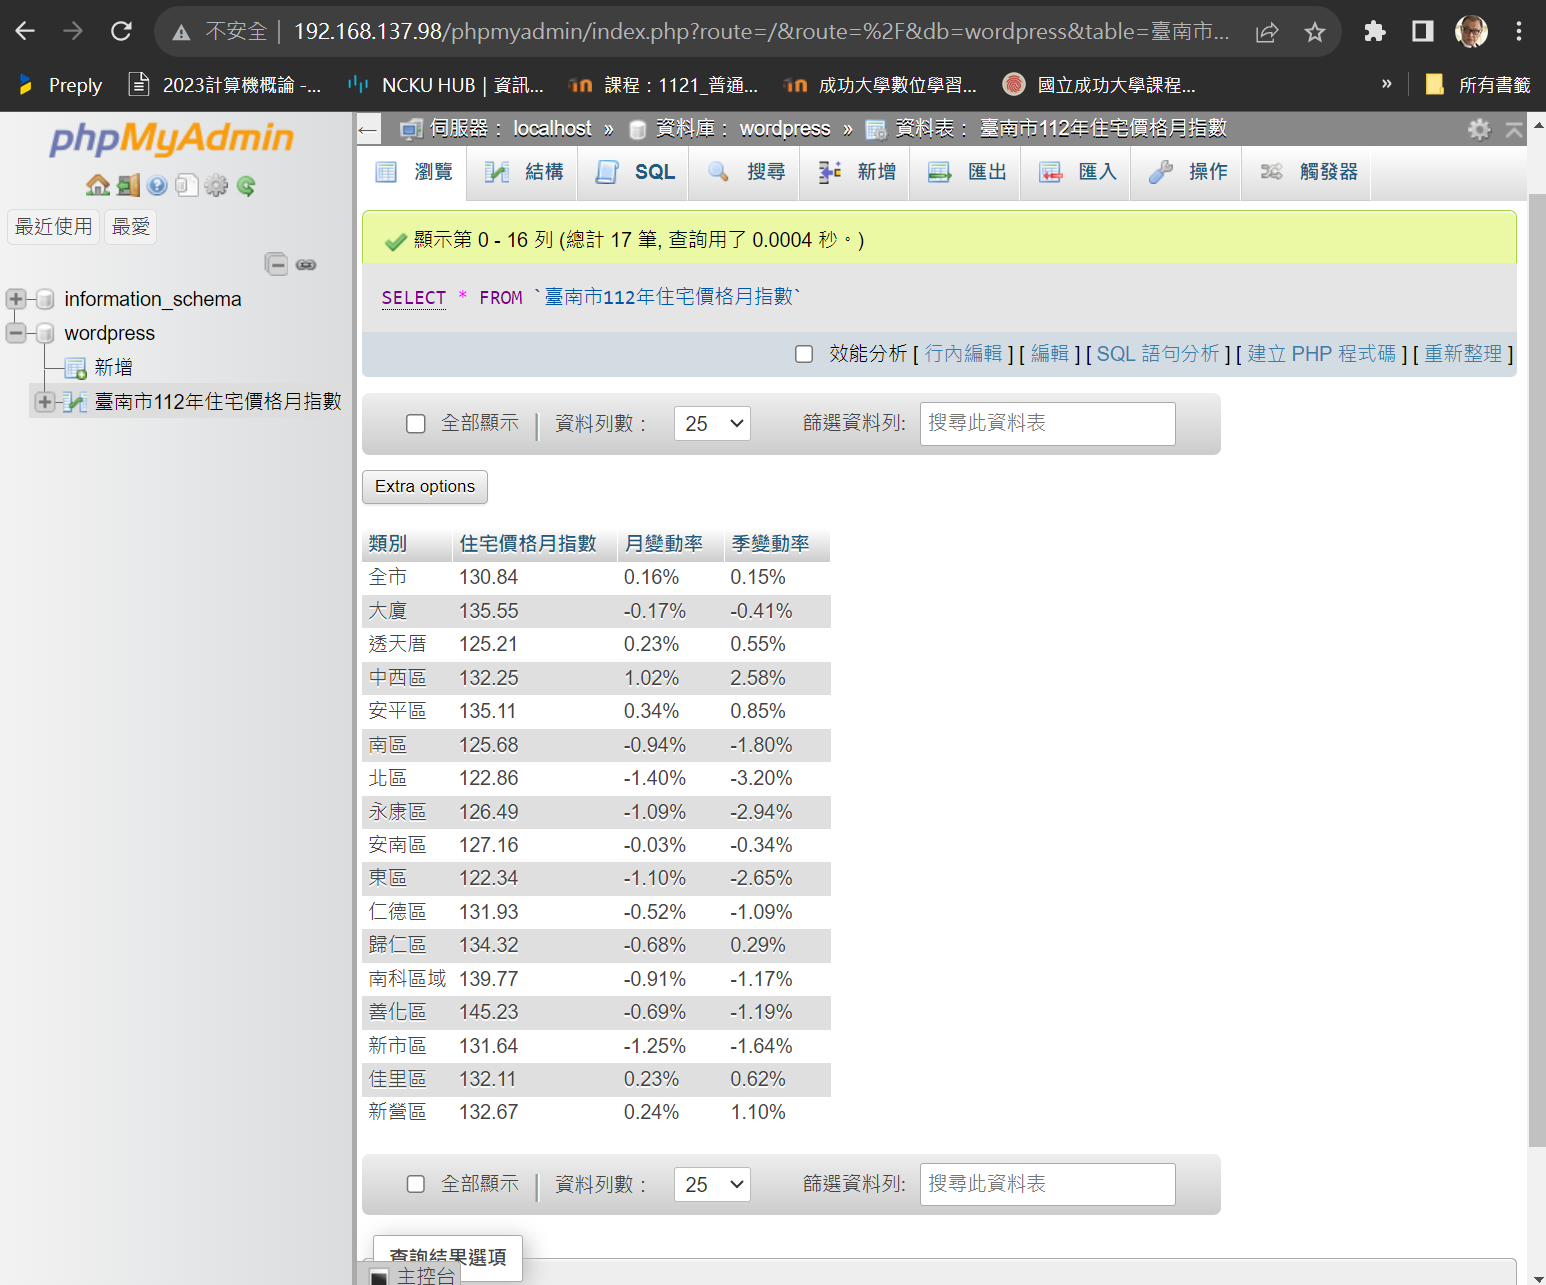 不安全 | 192.168.137.98/phpmyadmin/index.php?route=/&route=%2F&db=wordpress&table=臺南市...
Preply 2023計算機概論 -... NCKU HUB | 資訊... 課程：1121_普通... 成功大學數位學習... 國立成功大學課程... » 所有書籤
phpMyAdmin
最近使用 最愛
information_schema
wordpress
新增
臺南市112年住宅價格月指數
← 伺服器： localhost » 資料庫： wordpress » 資料表： 臺南市112年住宅價格月指數
瀏覽 結構 SQL 搜尋 新增 匯出 匯入 操作 觸發器
顯示第 0 - 16 列 (總計 17 筆, 查詢用了 0.0004 秒。)
SELECT * FROM `臺南市112年住宅價格月指數`
效能分析 [ 行內編輯 ] [ 編輯 ] [ SQL 語句分析 ] [ 建立 PHP 程式碼 ] [ 重新整理 ]
全部顯示 | 資料列數： 25 篩選資料列: 搜尋此資料表
Extra options
類別 住宅價格月指數 月變動率 季變動率
全市 130.84 0.16% 0.15%
大廈 135.55 -0.17% -0.41%
透天厝 125.21 0.23% 0.55%
中西區 132.25 1.02% 2.58%
安平區 135.11 0.34% 0.85%
南區 125.68 -0.94% -1.80%
北區 122.86 -1.40% -3.20%
永康區 126.49 -1.09% -2.94%
安南區 127.16 -0.03% -0.34%
東區 122.34 -1.10% -2.65%
仁德區 131.93 -0.52% -1.09%
歸仁區 134.32 -0.68% 0.29%
南科區域 139.77 -0.91% -1.17%
善化區 145.23 -0.69% -1.19%
新市區 131.64 -1.25% -1.64%
佳里區 132.11 0.23% 0.62%
新營區 132.67 0.24% 1.10%
全部顯示 | 資料列數： 25 篩選資料列: 搜尋此資料表
查詢結果選項
主控台